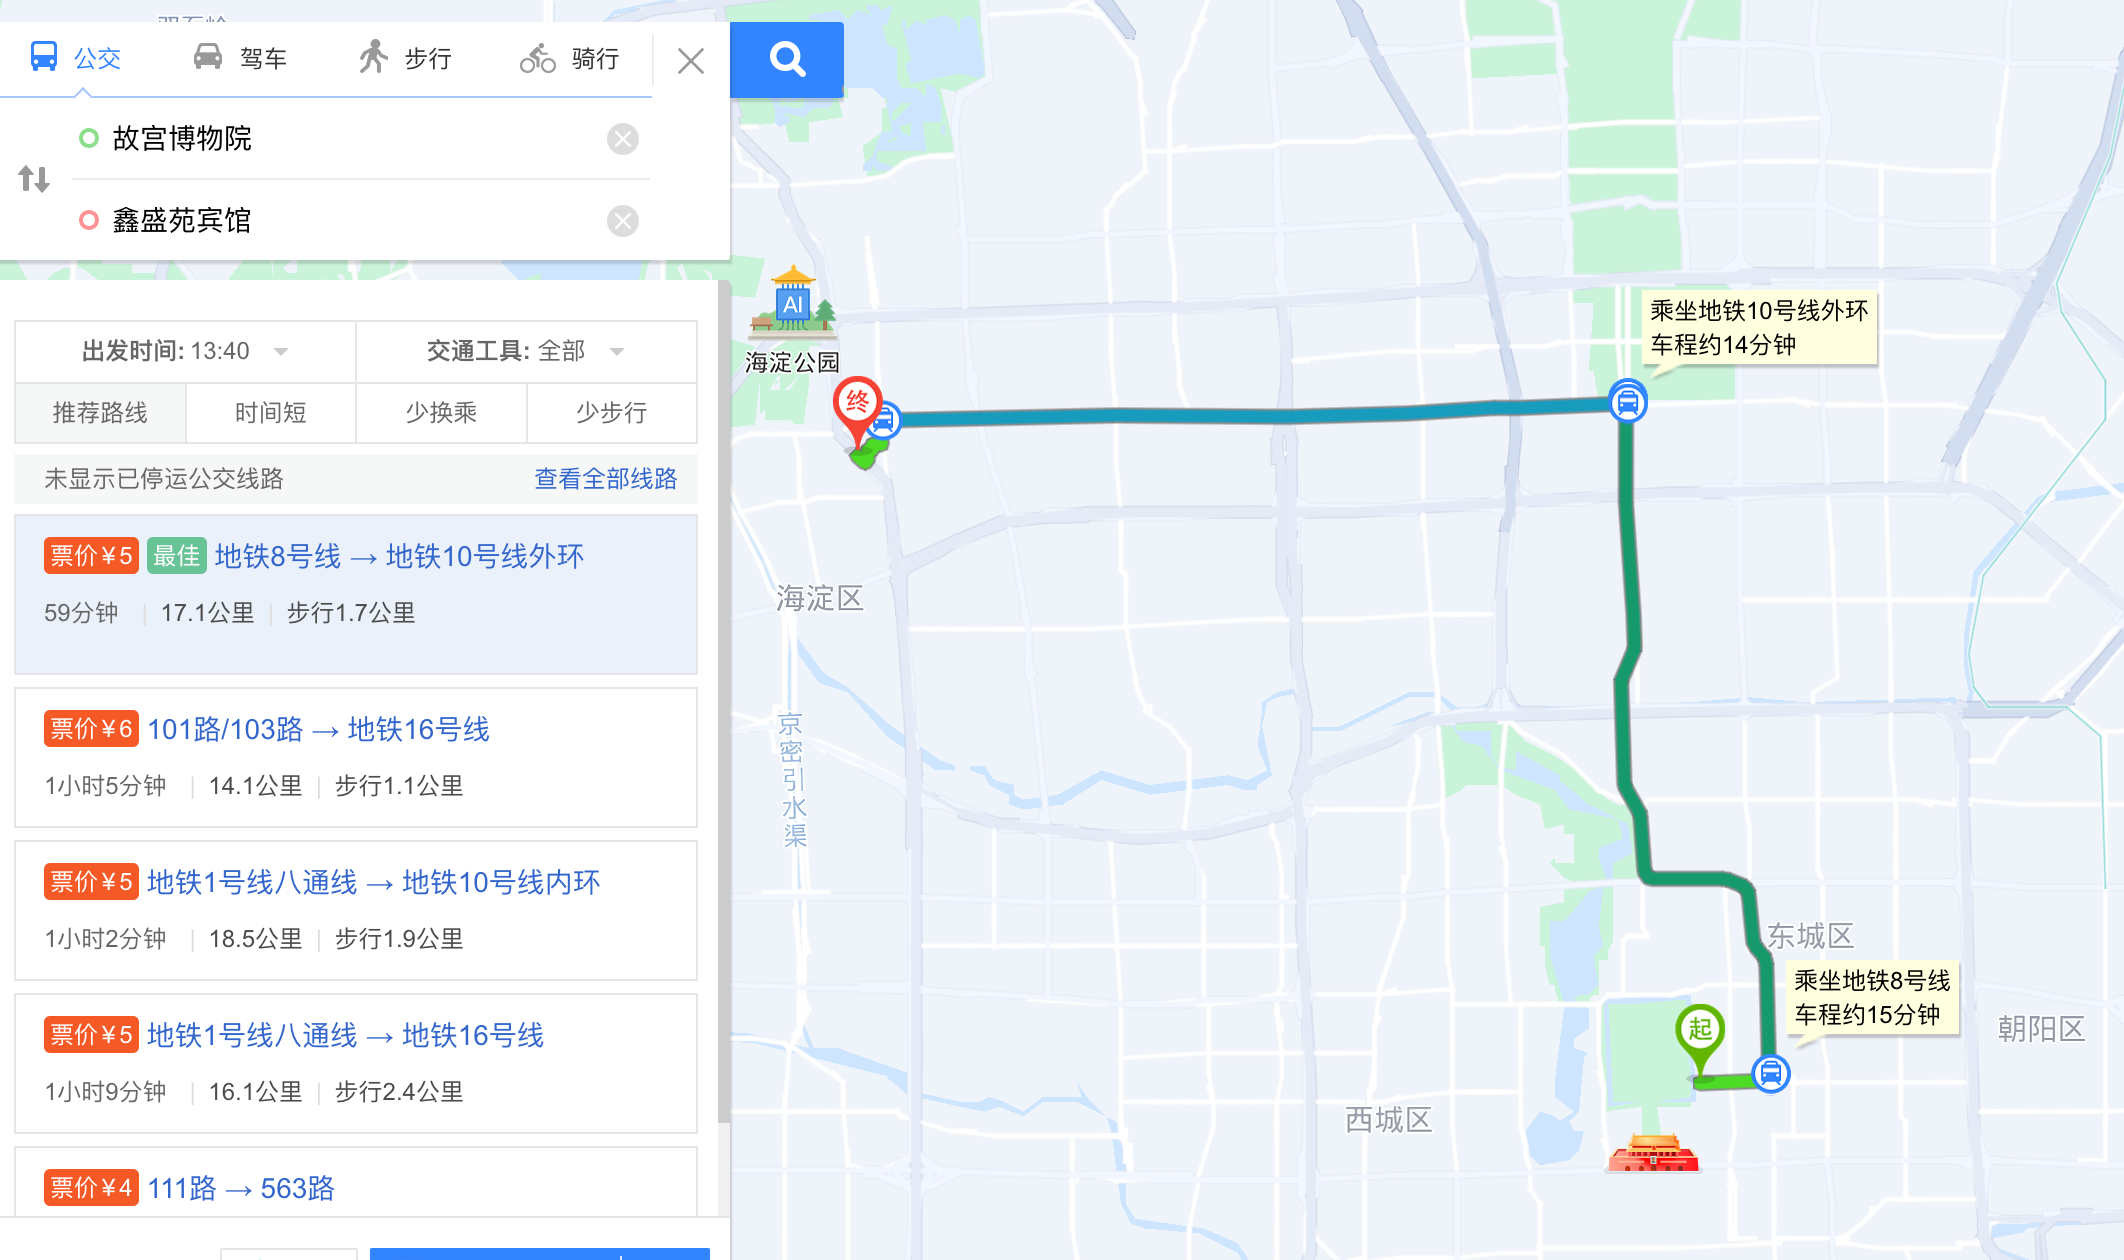 公交
驾车
步行
骑行
故宫博物院
鑫盛苑宾馆
出发时间: 13:40
交通工具: 全部
推荐路线
时间短
少换乘
少步行
未显示已停运公交线路
查看全部线路
票价¥5 最佳 地铁8号线 → 地铁10号线外环
59分钟 | 17.1公里 | 步行1.7公里
票价¥6 101路/103路 → 地铁16号线
1小时5分钟 | 14.1公里 | 步行1.1公里
票价¥5 地铁1号线八通线 → 地铁10号线内环
1小时2分钟 | 18.5公里 | 步行1.9公里
票价¥5 地铁1号线八通线 → 地铁16号线
1小时9分钟 | 16.1公里 | 步行2.4公里
票价¥4 111路 → 563路
AI
海淀公园
终
乘坐地铁10号线外环
车程约14分钟
海淀区
京密引水渠
东城区
乘坐地铁8号线
车程约15分钟
起
朝阳区
西城区